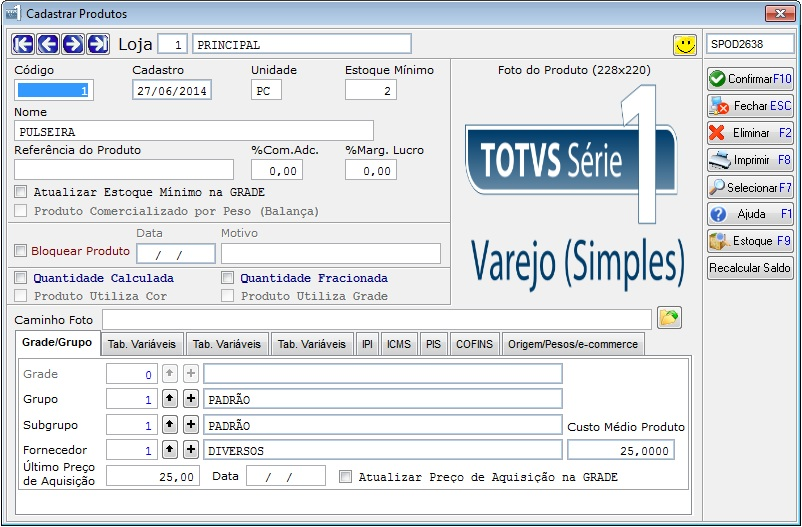 Cadastrar Produtos
Loja 1 PRINCIPAL
SPOD2638
Código Cadastro Unidade Estoque Mínimo
1 27/06/2014 PC 2
Nome
PULSEIRA
Referência do Produto %Com.Adc. %Marg. Lucro
0,00 0,00
Atualizar Estoque Mínimo na GRADE
Produto Comercializado por Peso (Balança)
Data Motivo
Bloquear Produto / /
Quantidade Calculada Quantidade Fracionada
Produto Utiliza Cor Produto Utiliza Grade
Foto do Produto (228x220)
TOTVS Série 1
Varejo (Simples)
Confirmar F10
Fechar ESC
Eliminar F2
Imprimir F8
Selecionar F7
Ajuda F1
Estoque F9
Recalcular Saldo
Caminho Foto
Grade/Grupo Tab. Variáveis Tab. Variáveis Tab. Variáveis IPI ICMS PIS COFINS Origem/Pesos/e-commerce
Grade 0
Grupo 1 PADRÃO
Subgrupo 1 PADRÃO
Custo Médio Produto
Fornecedor 1 DIVERSOS 25,0000
Último Preço
de Aquisição 25,00 Data / / Atualizar Preço de Aquisição na GRADE